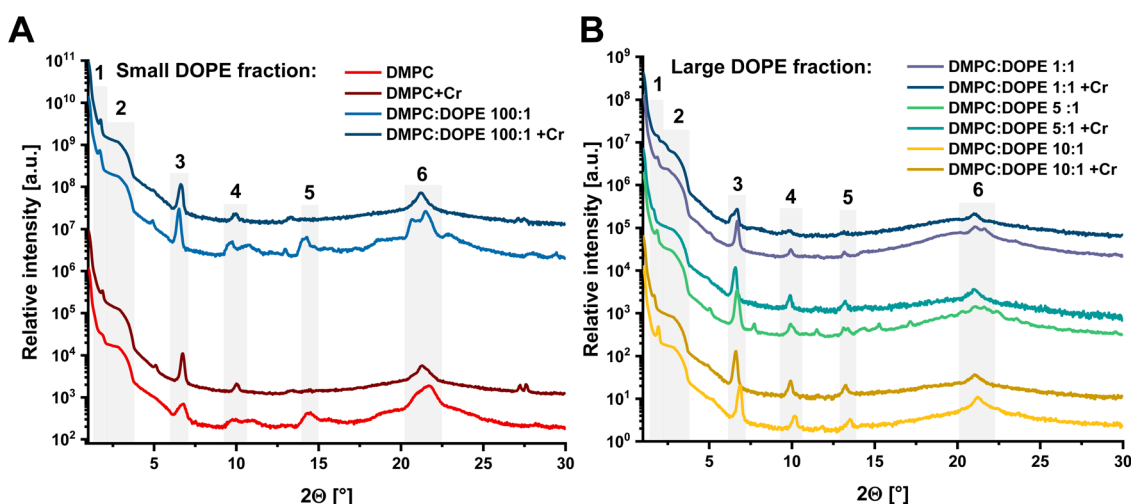 A
Small DOPE fraction:
DMPC
DMPC+Cr
DMPC:DOPE 100:1
DMPC:DOPE 100:1 +Cr
1
2
3
4
5
6
Relative intensity [a.u.]
10¹¹
10¹⁰
10⁹
10⁸
10⁷
10⁶
10⁵
10⁴
10³
10²
5
10
15
20
25
30
2Θ [°]
B
Large DOPE fraction:
DMPC:DOPE 1:1
DMPC:DOPE 1:1 +Cr
DMPC:DOPE 5 :1
DMPC:DOPE 5:1 +Cr
DMPC:DOPE 10:1
DMPC:DOPE 10:1 +Cr
1
2
3
4
5
6
Relative intensity [a.u.]
10⁹
10⁸
10⁷
10⁶
10⁵
10⁴
10³
10²
10¹
10⁰
5
10
15
20
25
30
2Θ [°]